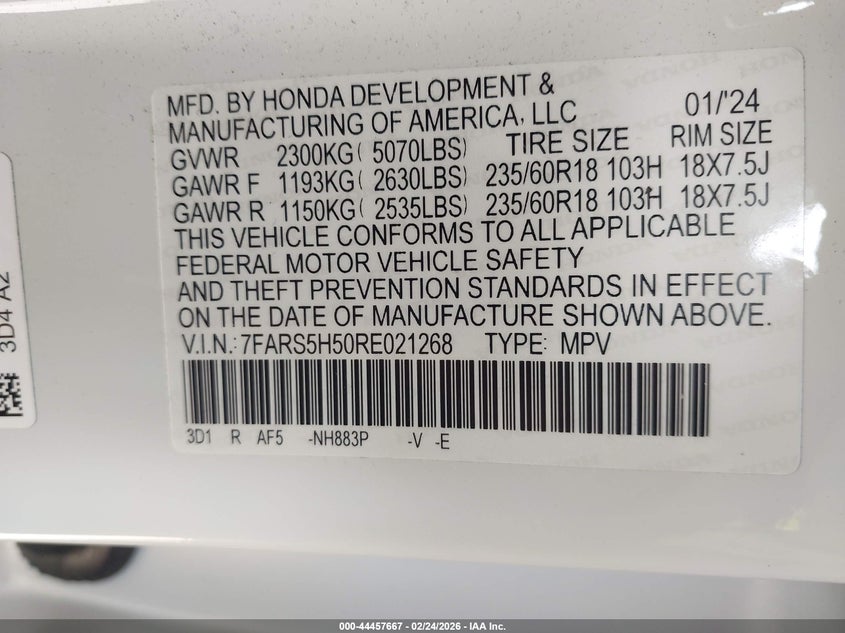 MFD. BY HONDA DEVELOPMENT &
MANUFACTURING OF AMERICA, LLC 01/'24
GVWR 2300KG( 5070LBS) TIRE SIZE RIM SIZE
GAWR F 1193KG( 2630LBS) 235/60R18 103H 18X7.5J
GAWR R 1150KG( 2535LBS) 235/60R18 103H 18X7.5J
THIS VEHICLE CONFORMS TO ALL APPLICABLE
FEDERAL MOTOR VEHICLE SAFETY
AND THEFT PREVENTION STANDARDS IN EFFECT
ON THE DATE OF MANUFACTURE SHOWN ABOVE.
V.I.N.:7FARS5H50RE021268 TYPE: MPV
3D1 R AF5 -NH883P -V -E
3D4 A2
000-44457667 - 02/24/2026 - IAA Inc.